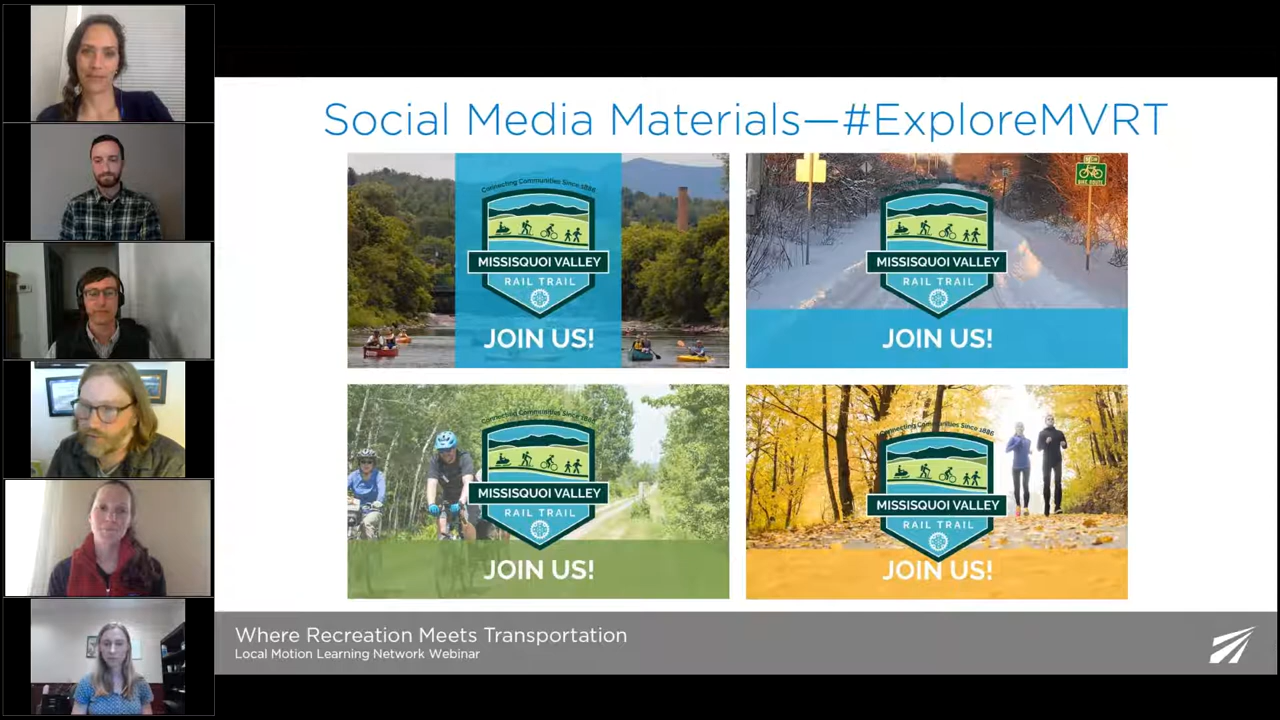 Social Media Materials—#ExploreMVRT
Connecting Communities Since 1886
MISSISQUOI VALLEY
RAIL TRAIL
JOIN US!
BIKE ROUTE
MISSISQUOI VALLEY
RAIL TRAIL
JOIN US!
Connecting Communities Since 1886
MISSISQUOI VALLEY
RAIL TRAIL
JOIN US!
Connecting Communities Since 1886
MISSISQUOI VALLEY
RAIL TRAIL
JOIN US!
Where Recreation Meets Transportation
Local Motion Learning Network Webinar